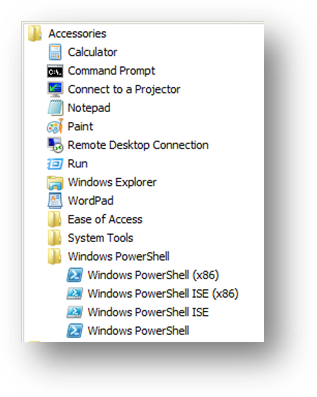 Accessories
Calculator
Command Prompt
Connect to a Projector
Notepad
Paint
Remote Desktop Connection
Run
Windows Explorer
WordPad
Ease of Access
System Tools
Windows PowerShell
Windows PowerShell (x86)
Windows PowerShell ISE (x86)
Windows PowerShell ISE
Windows PowerShell